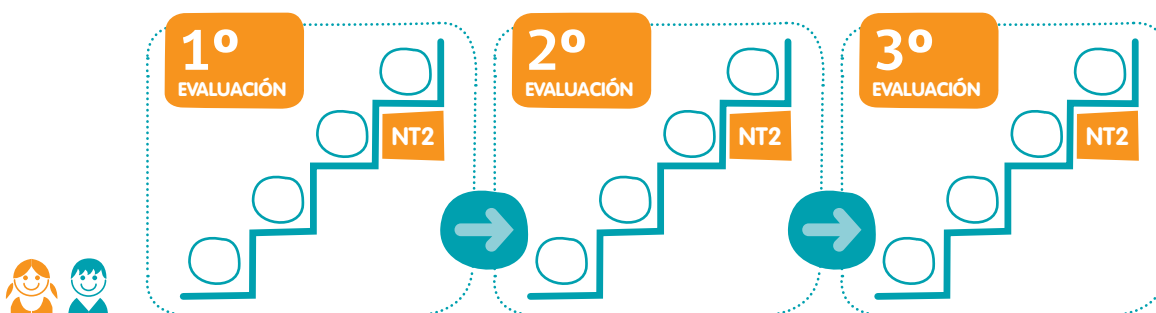 1º
EVALUACIÓN
NT2
2º
EVALUACIÓN
NT2
3º
EVALUACIÓN
NT2